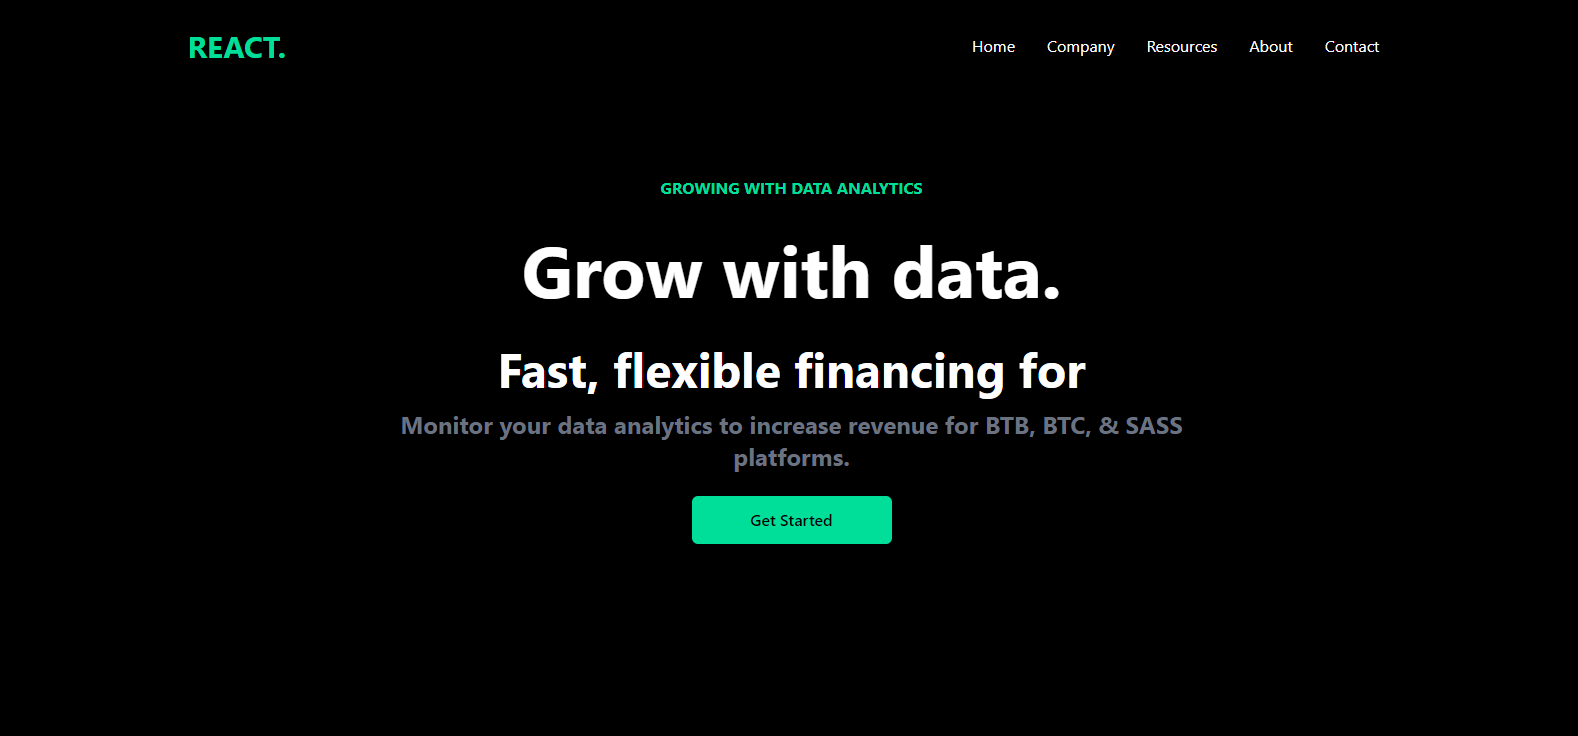 REACT.
Home Company Resources About Contact
GROWING WITH DATA ANALYTICS
Grow with data.
Fast, flexible financing for
Monitor your data analytics to increase revenue for BTB, BTC, & SASS
platforms.
Get Started